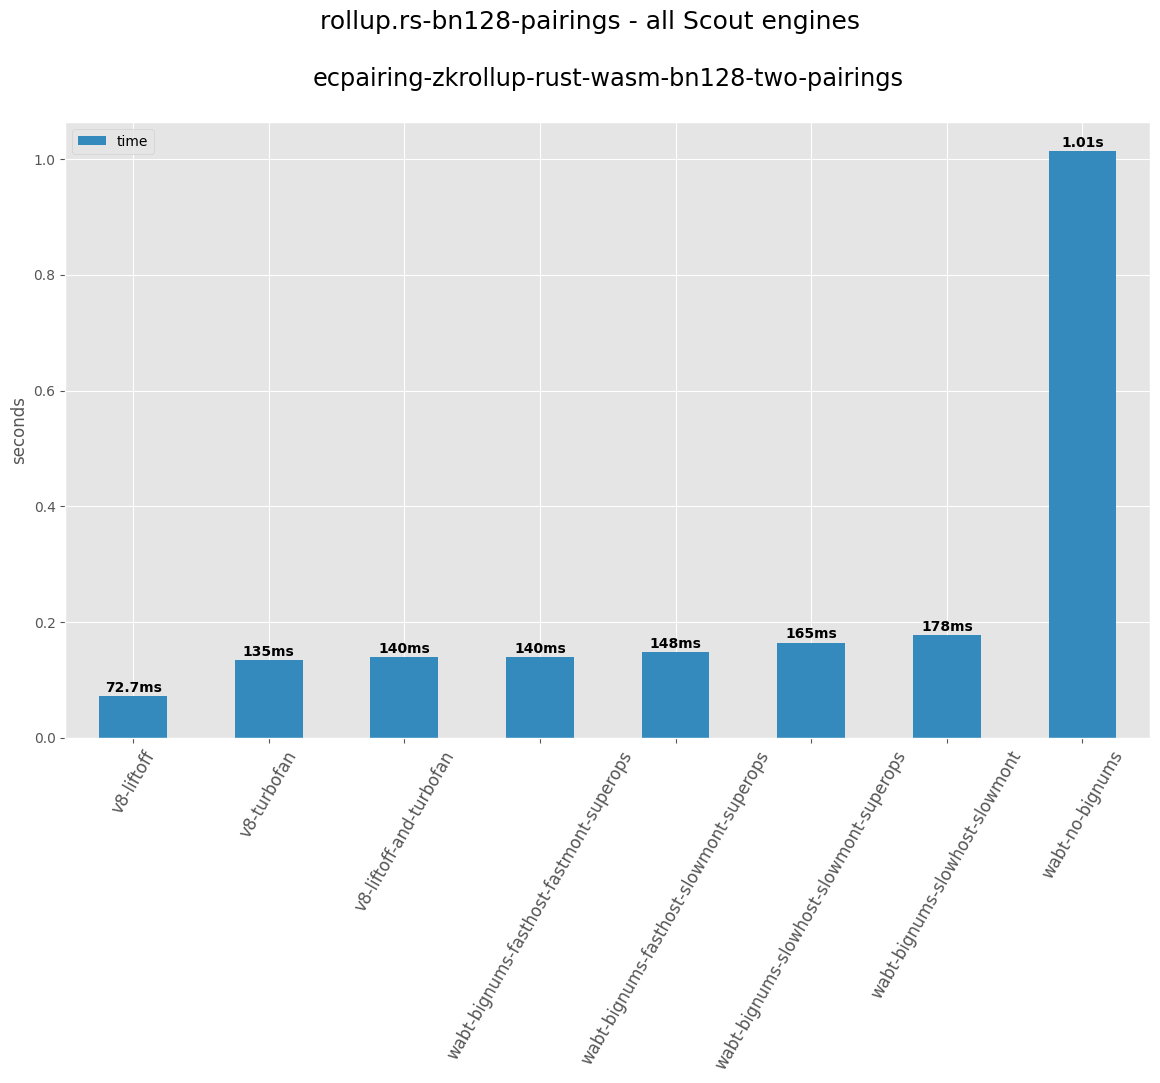 rollup.rs-bn128-pairings - all Scout engines
ecpairing-zkrollup-rust-wasm-bn128-two-pairings
time
1.01s
1.0
0.8
0.6
seconds
0.4
0.2
178ms
165ms
148ms
140ms
140ms
135ms
72.7ms
0.0
v8-liftoff
v8-turbofan
v8-liftoff-and-turbofan
wabt-bignums-fasthost-fastmont-superops
wabt-bignums-fasthost-slowmont-superops
wabt-bignums-slowhost-slowmont-superops
wabt-bignums-slowhost-slowmont
wabt-no-bignums